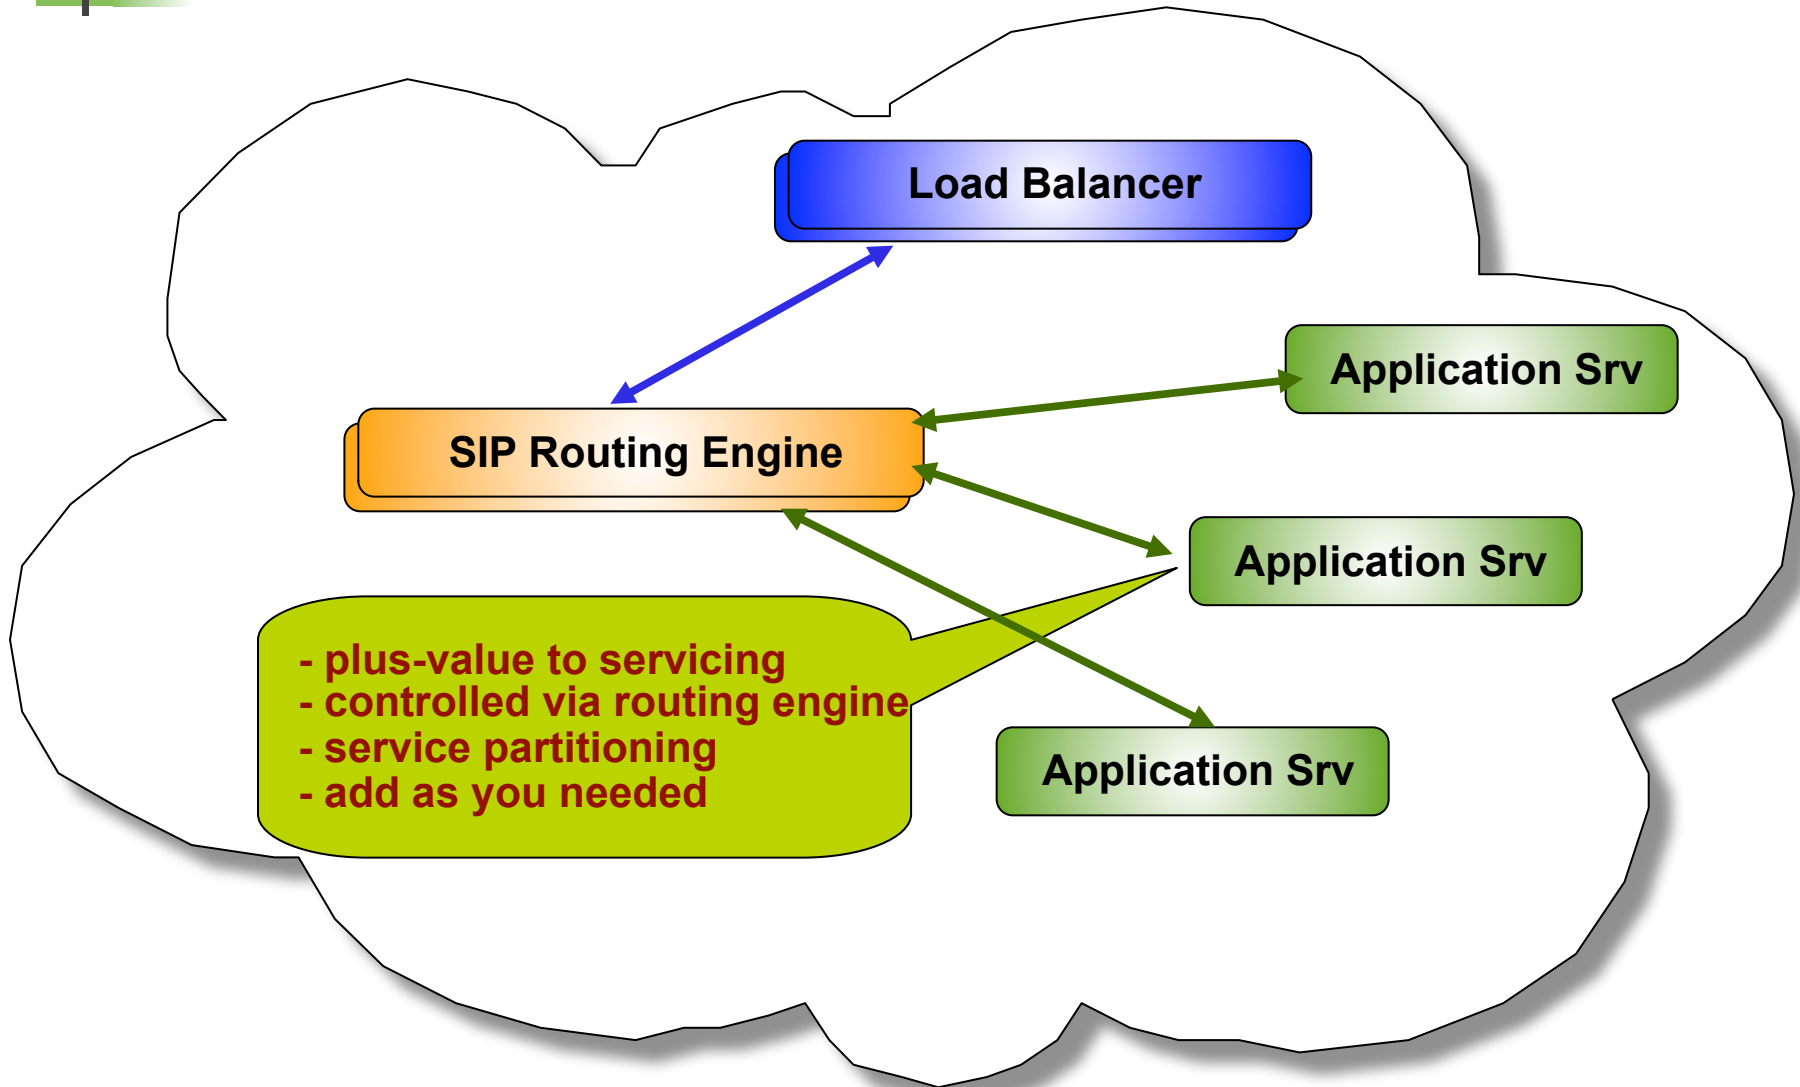 Load Balancer
Application Srv
SIP Routing Engine
Application Srv
- plus-value to servicing
- controlled via routing engine
- service partitioning
- add as you needed
Application Srv